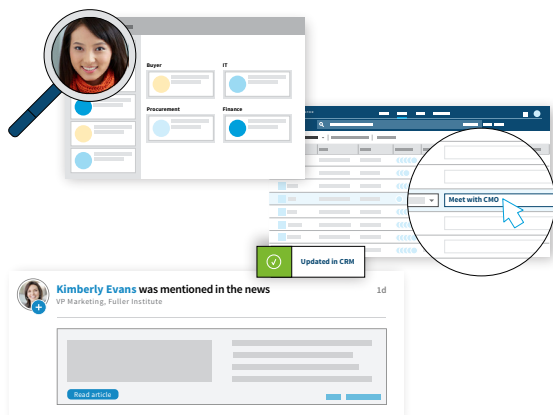 Buyer
IT
Procurement
Finance
Meet with CMO
Updated in CRM
Kimberly Evans was mentioned in the news
1d
VP Marketing, Fuller Institute
Read article